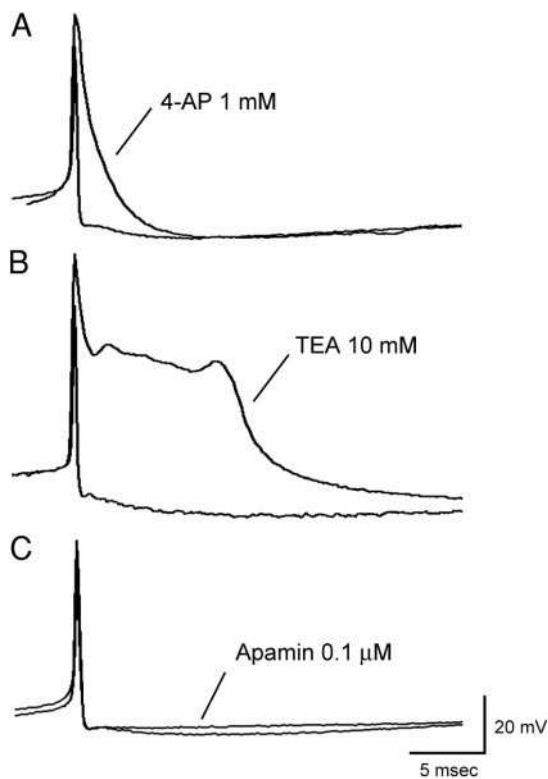 A
4-AP 1 mM
B
TEA 10 mM
C
Apamin 0.1 μM
20 mV
5 msec